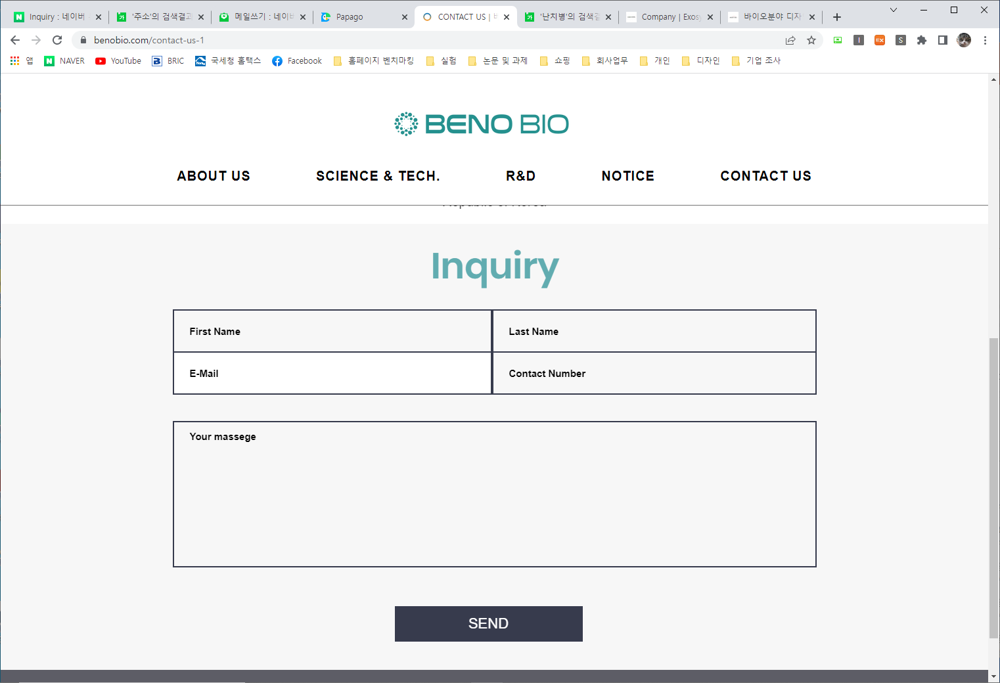 Inquiry : 네이버
'주소'의 검색결과
메일쓰기 : 네이버
Papago
CONTACT US |
'난치병'의 검색결
Company | Exosy
바이오분야 디자
benobio.com/contact-us-1
앱
NAVER
YouTube
BRIC
국세청 홈택스
Facebook
홈페이지 벤치마킹
실험
논문 및 과제
쇼핑
회사업무
개인
디자인
기업 조사
BENO BIO
ABOUT US
SCIENCE & TECH.
R&D
NOTICE
CONTACT US
Republic of Korea
Inquiry
First Name
Last Name
E-Mail
Contact Number
Your massege
SEND